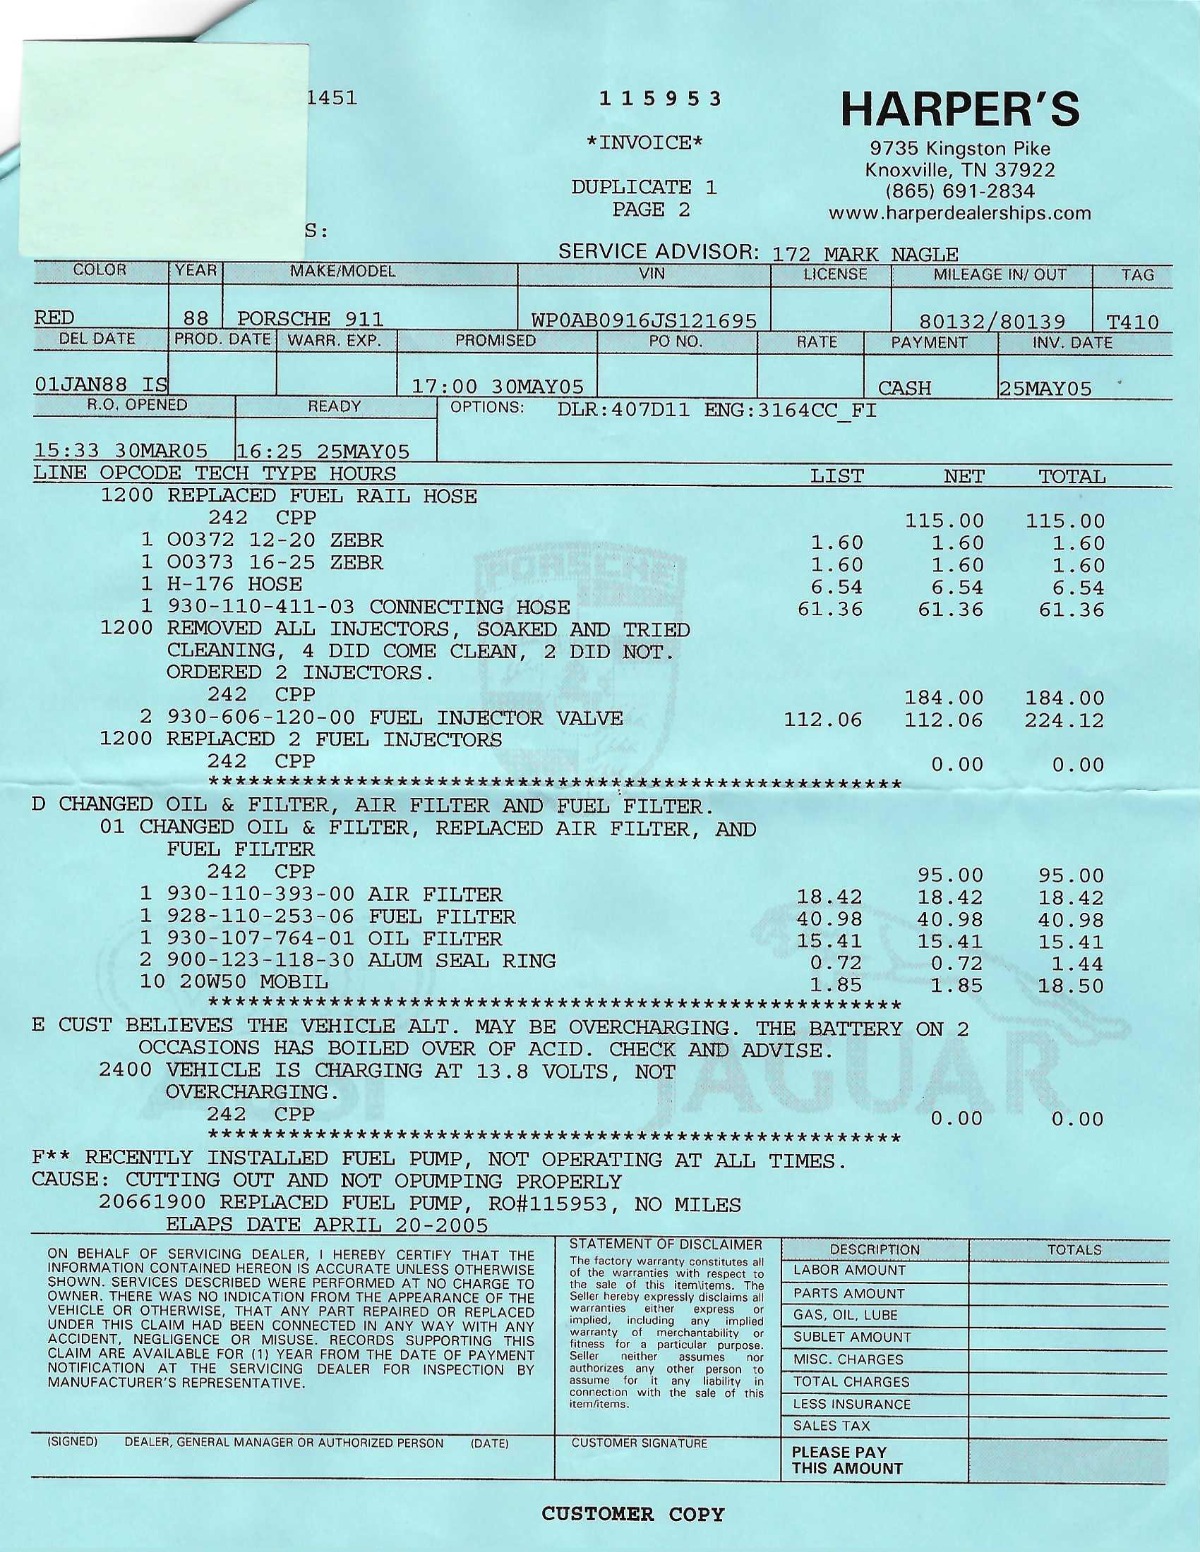 1451
115953
HARPER'S
*INVOICE*
9735 Kingston Pike
Knoxville, TN 37922
(865) 691-2834
www.harperdealerships.com
DUPLICATE 1
PAGE 2
S:
SERVICE ADVISOR: 172 MARK NAGLE
COLOR YEAR MAKE/MODEL VIN LICENSE MILEAGE IN/ OUT TAG
RED 88 PORSCHE 911 WP0AB0916JS121695 80132/80139 T410
DEL DATE PROD. DATE WARR. EXP. PROMISED PO NO. RATE PAYMENT INV. DATE
01JAN88 IS 17:00 30MAY05 CASH 25MAY05
R.O. OPENED READY OPTIONS: DLR:407D11 ENG:3164CC_FI
15:33 30MAR05 16:25 25MAY05
LINE OPCODE TECH TYPE HOURS LIST NET TOTAL
1200 REPLACED FUEL RAIL HOSE
242 CPP 115.00 115.00
1 O0372 12-20 ZEBR 1.60 1.60 1.60
1 O0373 16-25 ZEBR 1.60 1.60 1.60
1 H-176 HOSE 6.54 6.54 6.54
1 930-110-411-03 CONNECTING HOSE 61.36 61.36 61.36
1200 REMOVED ALL INJECTORS, SOAKED AND TRIED
CLEANING, 4 DID COME CLEAN, 2 DID NOT.
ORDERED 2 INJECTORS.
242 CPP 184.00 184.00
2 930-606-120-00 FUEL INJECTOR VALVE 112.06 112.06 224.12
1200 REPLACED 2 FUEL INJECTORS
242 CPP 0.00 0.00
****************************************************
D CHANGED OIL & FILTER, AIR FILTER AND FUEL FILTER.
01 CHANGED OIL & FILTER, REPLACED AIR FILTER, AND
FUEL FILTER
242 CPP 95.00 95.00
1 930-110-393-00 AIR FILTER 18.42 18.42 18.42
1 928-110-253-06 FUEL FILTER 40.98 40.98 40.98
1 930-107-764-01 OIL FILTER 15.41 15.41 15.41
2 900-123-118-30 ALUM SEAL RING 0.72 0.72 1.44
10 20W50 MOBIL 1.85 1.85 18.50
****************************************************
E CUST BELIEVES THE VEHICLE ALT. MAY BE OVERCHARGING. THE BATTERY ON 2
OCCASIONS HAS BOILED OVER OF ACID. CHECK AND ADVISE.
2400 VEHICLE IS CHARGING AT 13.8 VOLTS, NOT
OVERCHARGING.
242 CPP 0.00 0.00
****************************************************
F** RECENTLY INSTALLED FUEL PUMP, NOT OPERATING AT ALL TIMES.
CAUSE: CUTTING OUT AND NOT OPUMPING PROPERLY
20661900 REPLACED FUEL PUMP, RO#115953, NO MILES
ELAPS DATE APRIL 20-2005
PORSCHE
AUDI
JAGUAR
ON BEHALF OF SERVICING DEALER, I HEREBY CERTIFY THAT THE
INFORMATION CONTAINED HEREON IS ACCURATE UNLESS OTHERWISE
SHOWN. SERVICES DESCRIBED WERE PERFORMED AT NO CHARGE TO
OWNER. THERE WAS NO INDICATION FROM THE APPEARANCE OF THE
VEHICLE OR OTHERWISE, THAT ANY PART REPAIRED OR REPLACED
UNDER THIS CLAIM HAD BEEN CONNECTED IN ANY WAY WITH ANY
ACCIDENT, NEGLIGENCE OR MISUSE. RECORDS SUPPORTING THIS
CLAIM ARE AVAILABLE FOR (1) YEAR FROM THE DATE OF PAYMENT
NOTIFICATION AT THE SERVICING DEALER FOR INSPECTION BY
MANUFACTURER'S REPRESENTATIVE.
(SIGNED) DEALER, GENERAL MANAGER OR AUTHORIZED PERSON (DATE)
STATEMENT OF DISCLAIMER
The factory warranty constitutes all
of the warranties with respect to
the sale of this item/items. The
Seller hereby expressly disclaims all
warranties either express or
implied, including any implied
warranty of merchantability or
fitness for a particular purpose.
Seller neither assumes nor
authorizes any other person to
assume for it any liability in
connection with the sale of this
item/items.
CUSTOMER SIGNATURE
DESCRIPTION TOTALS
LABOR AMOUNT
PARTS AMOUNT
GAS, OIL, LUBE
SUBLET AMOUNT
MISC. CHARGES
TOTAL CHARGES
LESS INSURANCE
SALES TAX
PLEASE PAY
THIS AMOUNT
CUSTOMER COPY